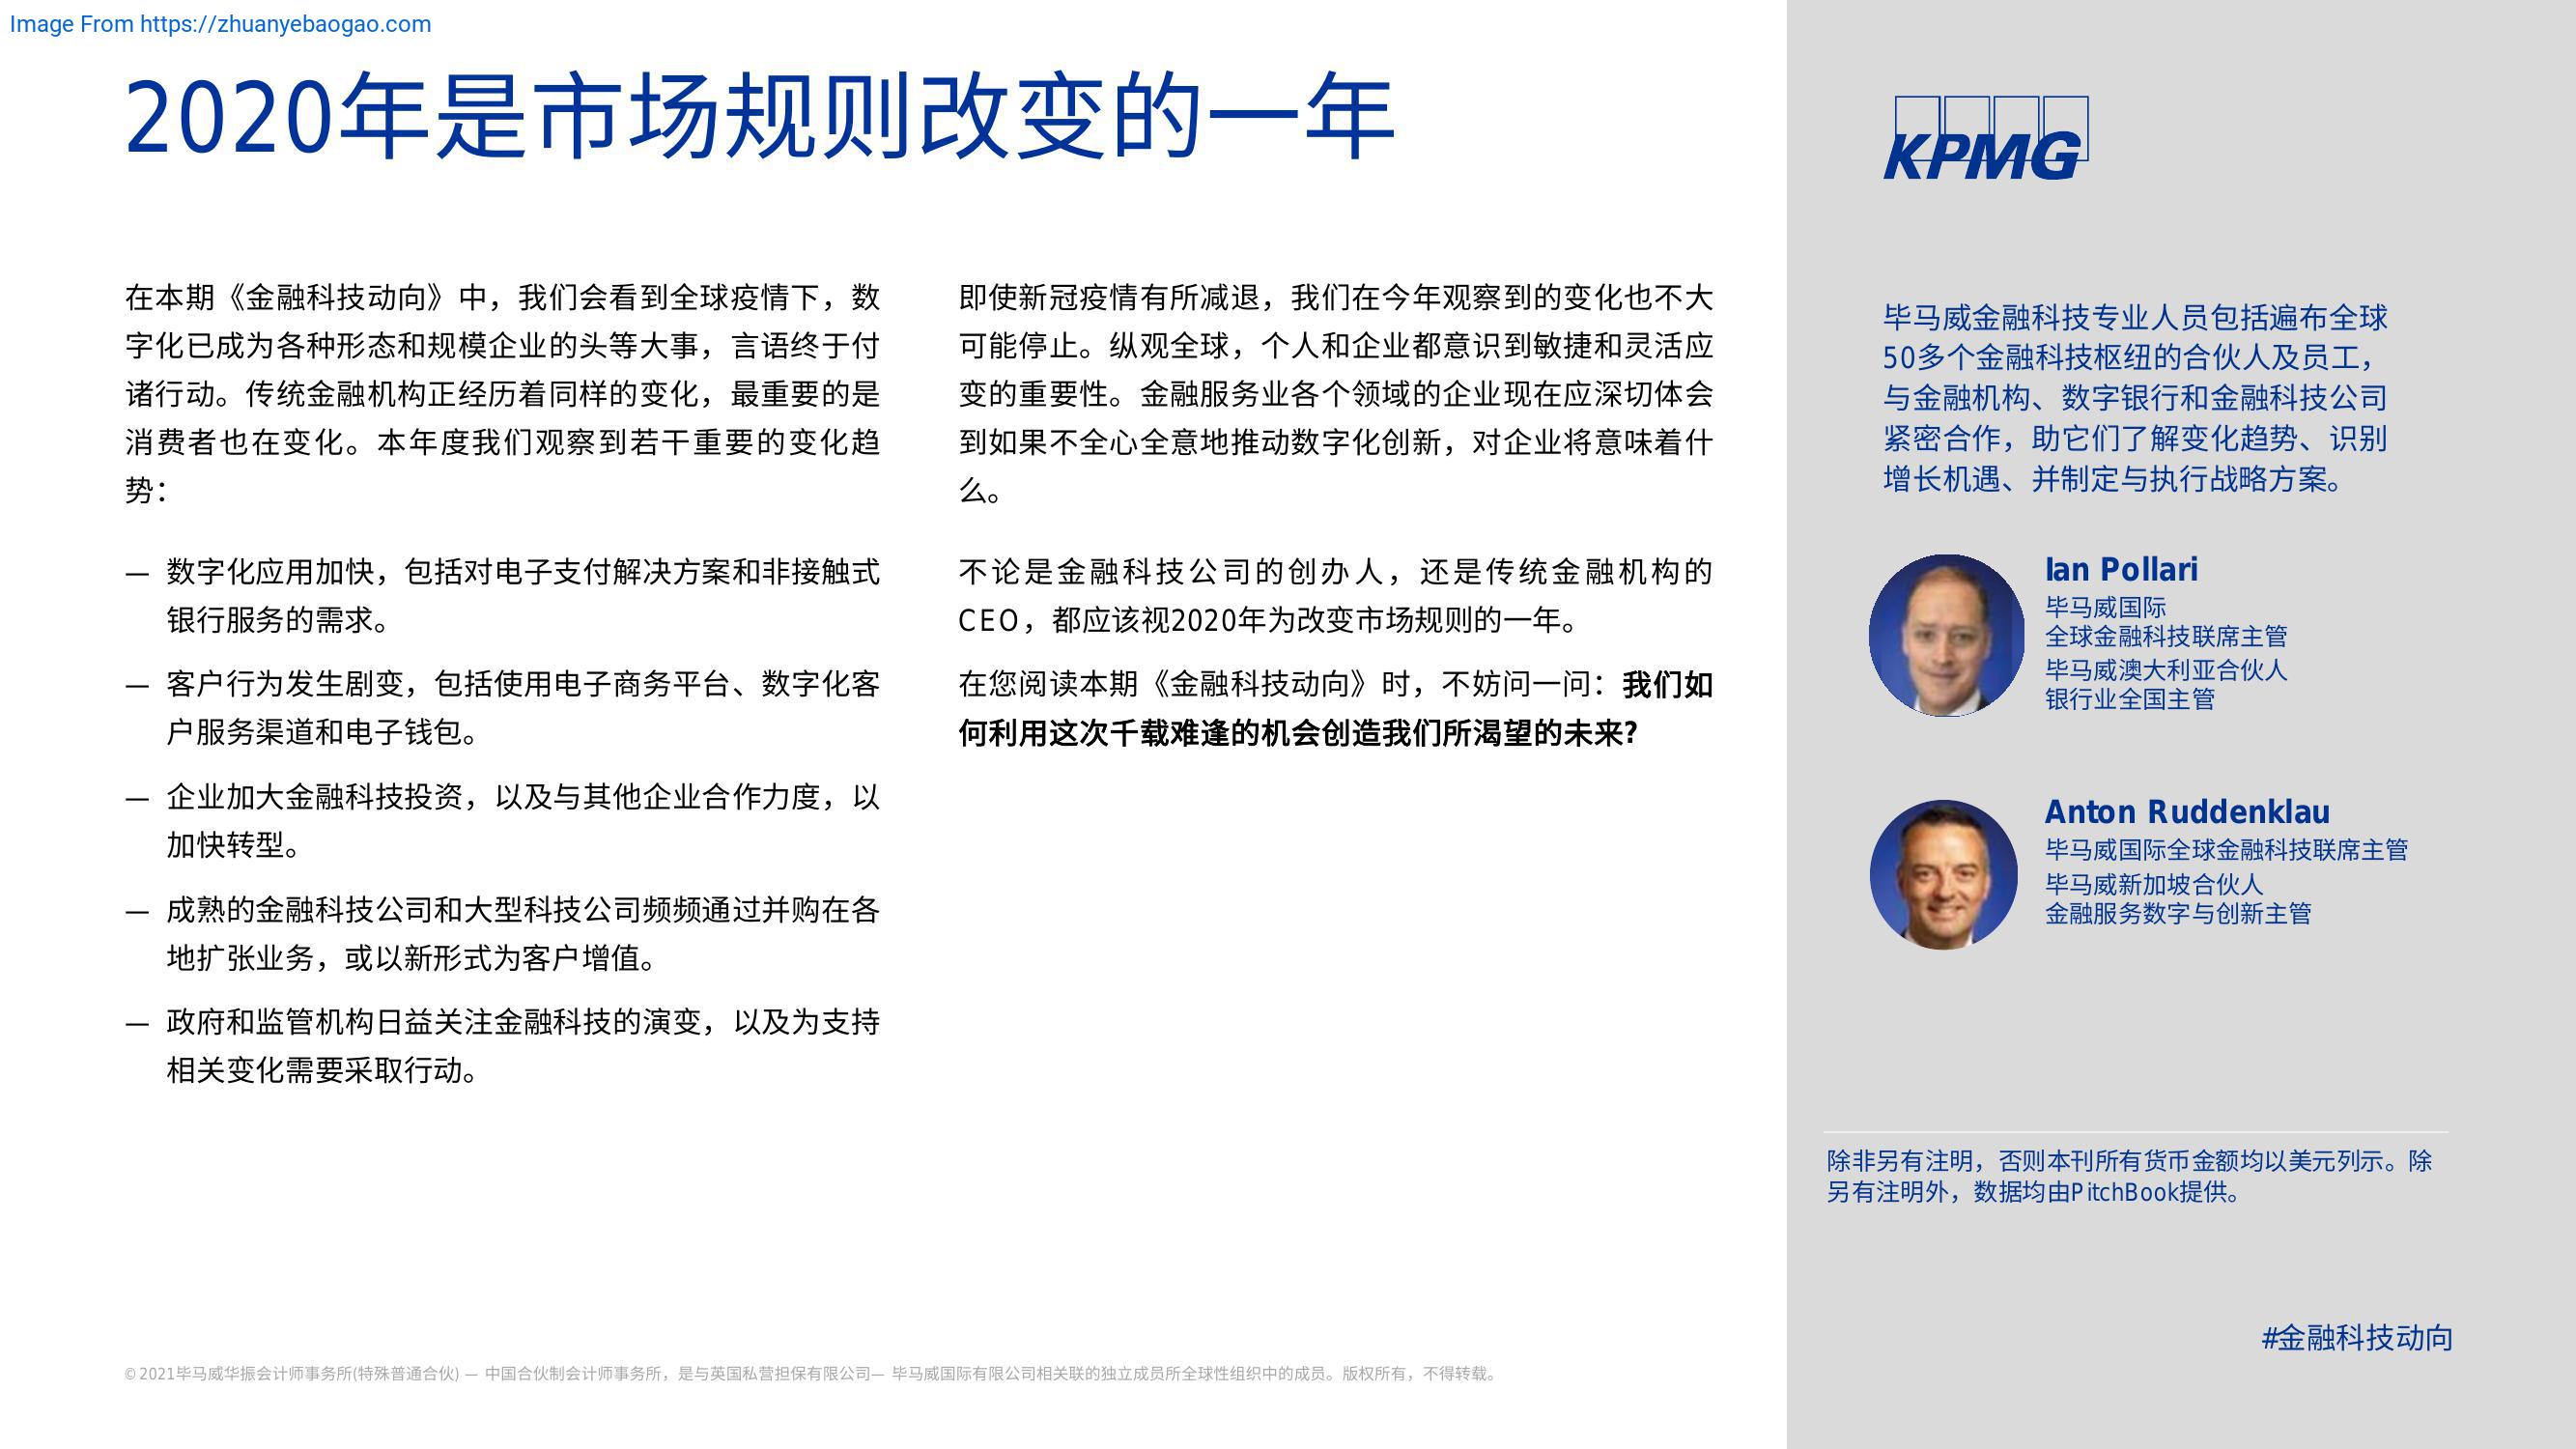 Image From https://zhuanyebaogao.com
2020年是市场规则改变的一年
在本期《金融科技动向》中，我们会看到全球疫情下，数
字化已成为各种形态和规模企业的头等大事，言语终于付
诸行动。传统金融机构正经历着同样的变化，最重要的是
消费者也在变化。本年度我们观察到若干重要的变化趋
势：
— 数字化应用加快，包括对电子支付解决方案和非接触式
银行服务的需求。
— 客户行为发生剧变，包括使用电子商务平台、数字化客
户服务渠道和电子钱包。
— 企业加大金融科技投资，以及与其他企业合作力度，以
加快转型。
— 成熟的金融科技公司和大型科技公司频频通过并购在各
地扩张业务，或以新形式为客户增值。
— 政府和监管机构日益关注金融科技的演变，以及为支持
相关变化需要采取行动。
即使新冠疫情有所减退，我们在今年观察到的变化也不大
可能停止。纵观全球，个人和企业都意识到敏捷和灵活应
变的重要性。金融服务业各个领域的企业现在应深切体会
到如果不全心全意地推动数字化创新，对企业将意味着什
么。
不论是金融科技公司的创办人，还是传统金融机构的
CEO，都应该视2020年为改变市场规则的一年。
在您阅读本期《金融科技动向》时，不妨问一问：我们如
何利用这次千载难逢的机会创造我们所渴望的未来?
KPMG
毕马威金融科技专业人员包括遍布全球
50多个金融科技枢纽的合伙人及员工，
与金融机构、数字银行和金融科技公司
紧密合作，助它们了解变化趋势、识别
增长机遇、并制定与执行战略方案。
Ian Pollari
毕马威国际
全球金融科技联席主管
毕马威澳大利亚合伙人
银行业全国主管
Anton Ruddenklau
毕马威国际全球金融科技联席主管
毕马威新加坡合伙人
金融服务数字与创新主管
除非另有注明，否则本刊所有货币金额均以美元列示。除
另有注明外，数据均由PitchBook提供。
#金融科技动向
©2021毕马威华振会计师事务所(特殊普通合伙) — 中国合伙制会计师事务所，是与英国私营担保有限公司— 毕马威国际有限公司相关联的独立成员所全球性组织中的成员。版权所有，不得转载。